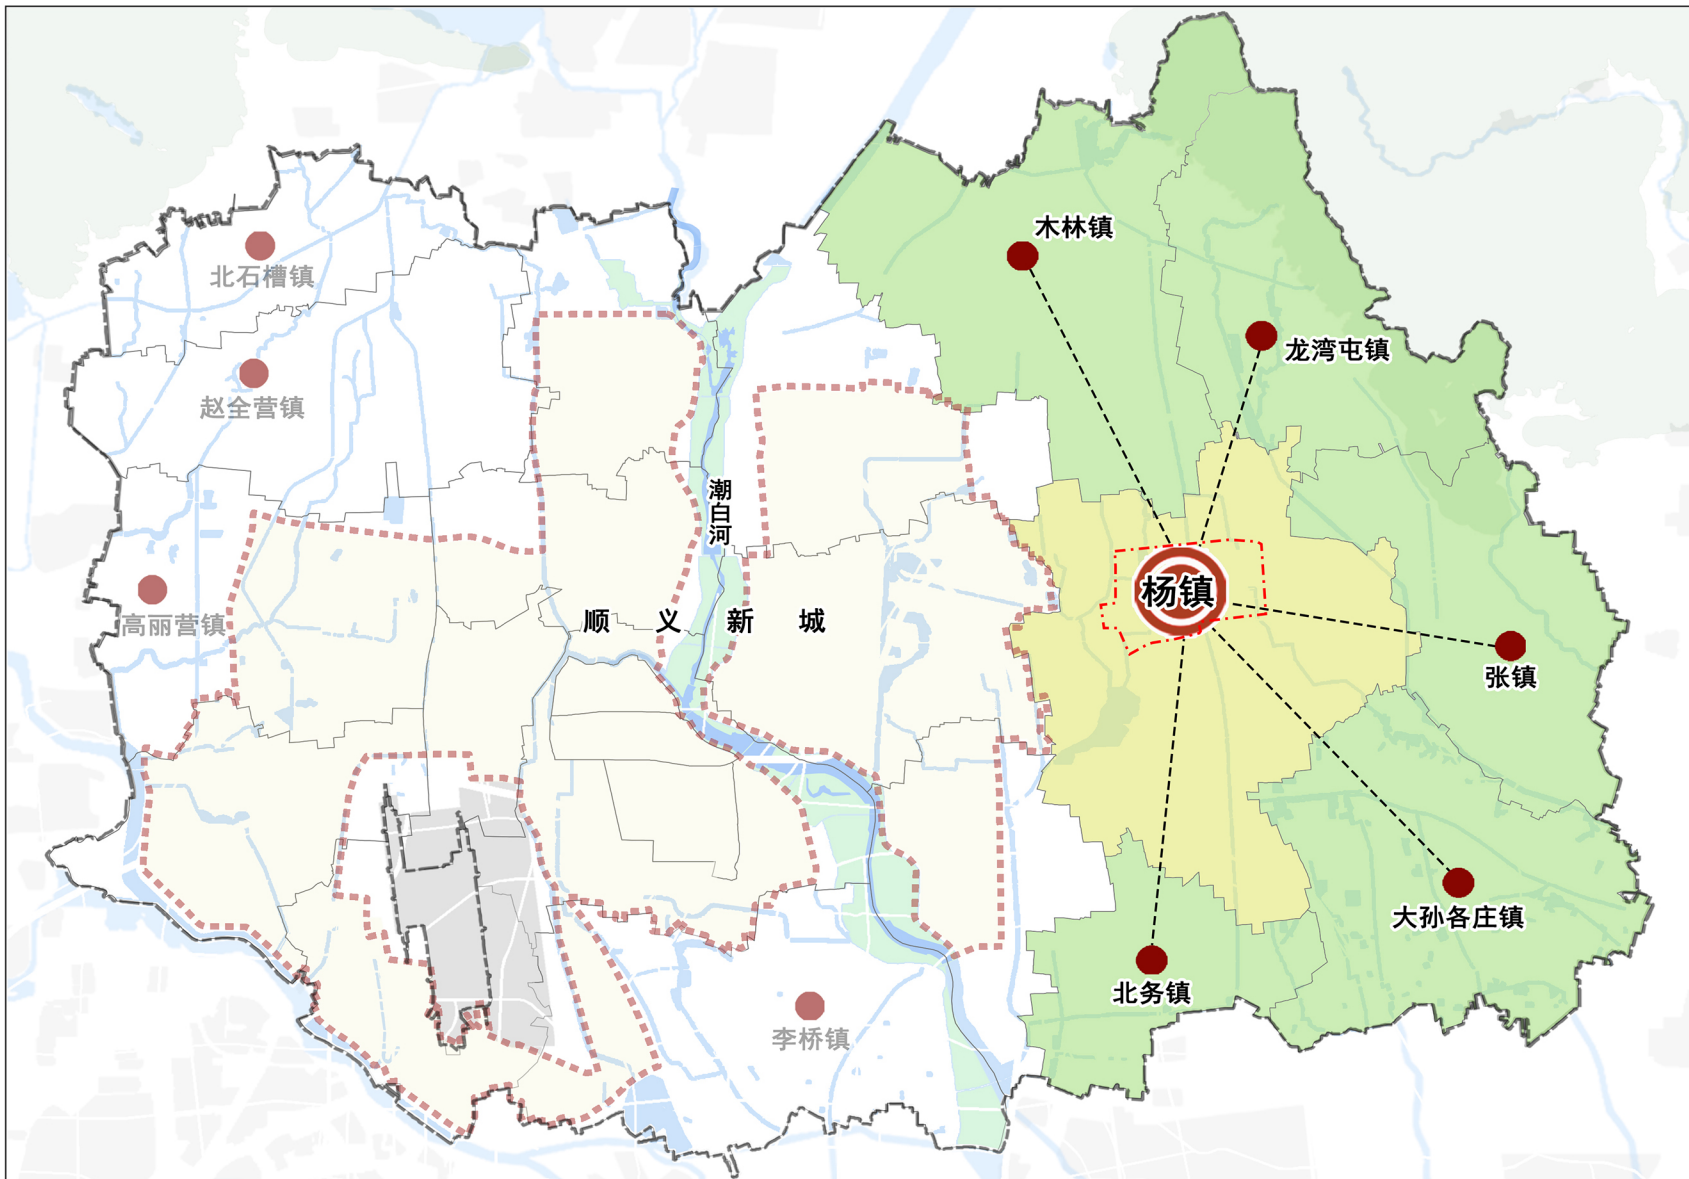 木林镇
北石槽镇
龙湾屯镇
赵全营镇
潮白河
杨镇
高丽营镇
顺义新城
张镇
大孙各庄镇
北务镇
李桥镇